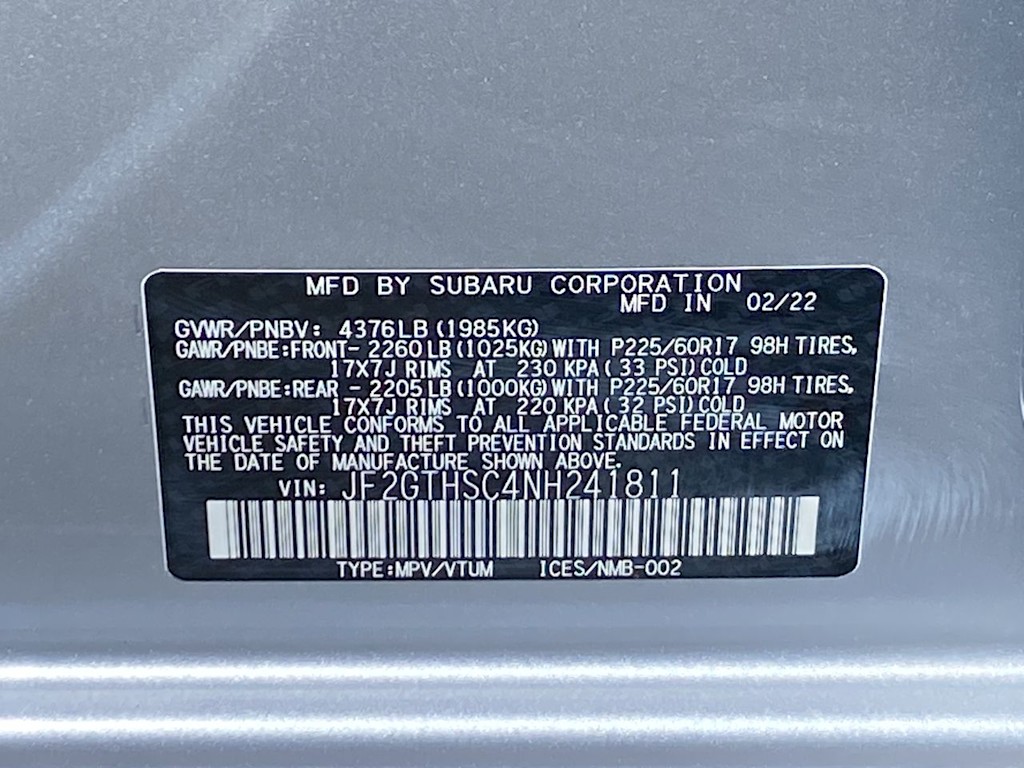 MFD BY SUBARU CORPORATION
MFD IN 02/22
GVWR/PNBV: 4376LB (1985KG)
GAWR/PNBE:FRONT- 2260LB (1025KG) WITH P225/60R17 98H TIRES,
17X7J RIMS AT 230 KPA ( 33 PSI) COLD
GAWR/PNBE:REAR - 2205LB (1000KG) WITH P225/60R17 98H TIRES,
17X7J RIMS AT 220 KPA ( 32 PSI) COLD
THIS VEHICLE CONFORMS TO ALL APPLICABLE FEDERAL MOTOR
VEHICLE SAFETY AND THEFT PREVENTION STANDARDS IN EFFECT ON
THE DATE OF MANUFACTURE SHOWN ABOVE.
VIN: JF2GTHSC4NH241811
TYPE:MPV/VTUM ICES/NMB-002